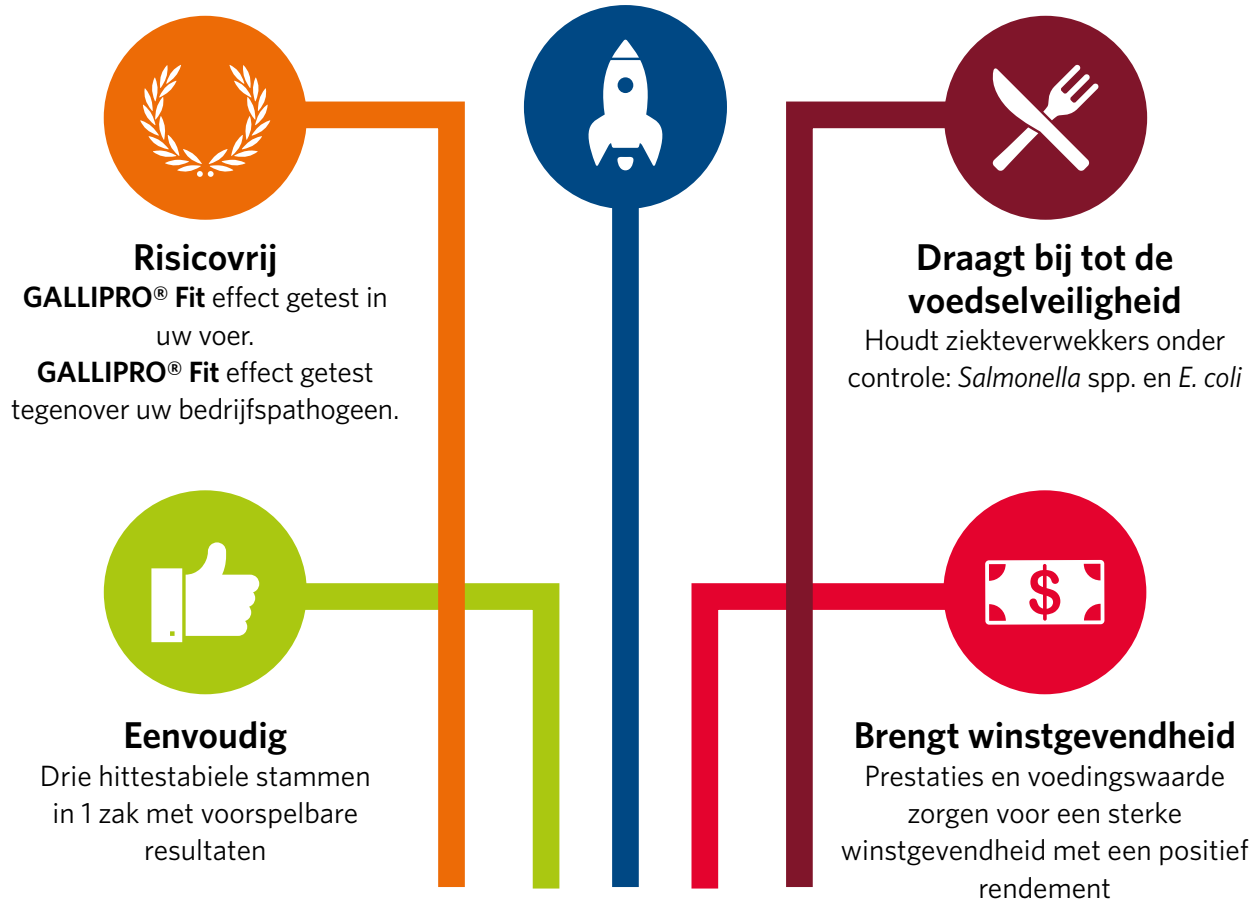 Risicovrij
GALLIPRO® Fit effect getest in
uw voer.
GALLIPRO® Fit effect getest
tegenover uw bedrijfspathogeen.
Draagt bij tot de
voedselveiligheid
Houdt ziekteverwekkers onder
controle: Salmonella spp. en E. coli
Eenvoudig
Drie hittestabiele stammen
in 1 zak met voorspelbare
resultaten
$
Brengt winstgevendheid
Prestaties en voedingswaarde
zorgen voor een sterke
winstgevendheid met een positief
rendement